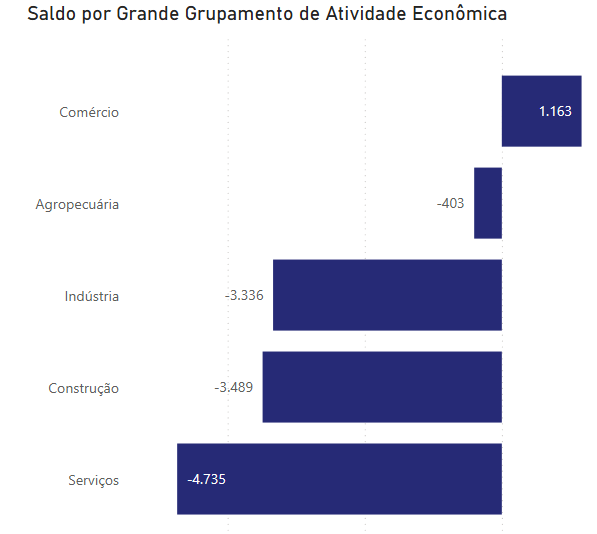 Saldo por Grande Grupamento de Atividade Econômica
Comércio 1.163
Agropecuária -403
Indústria -3.336
Construção -3.489
Serviços -4.735